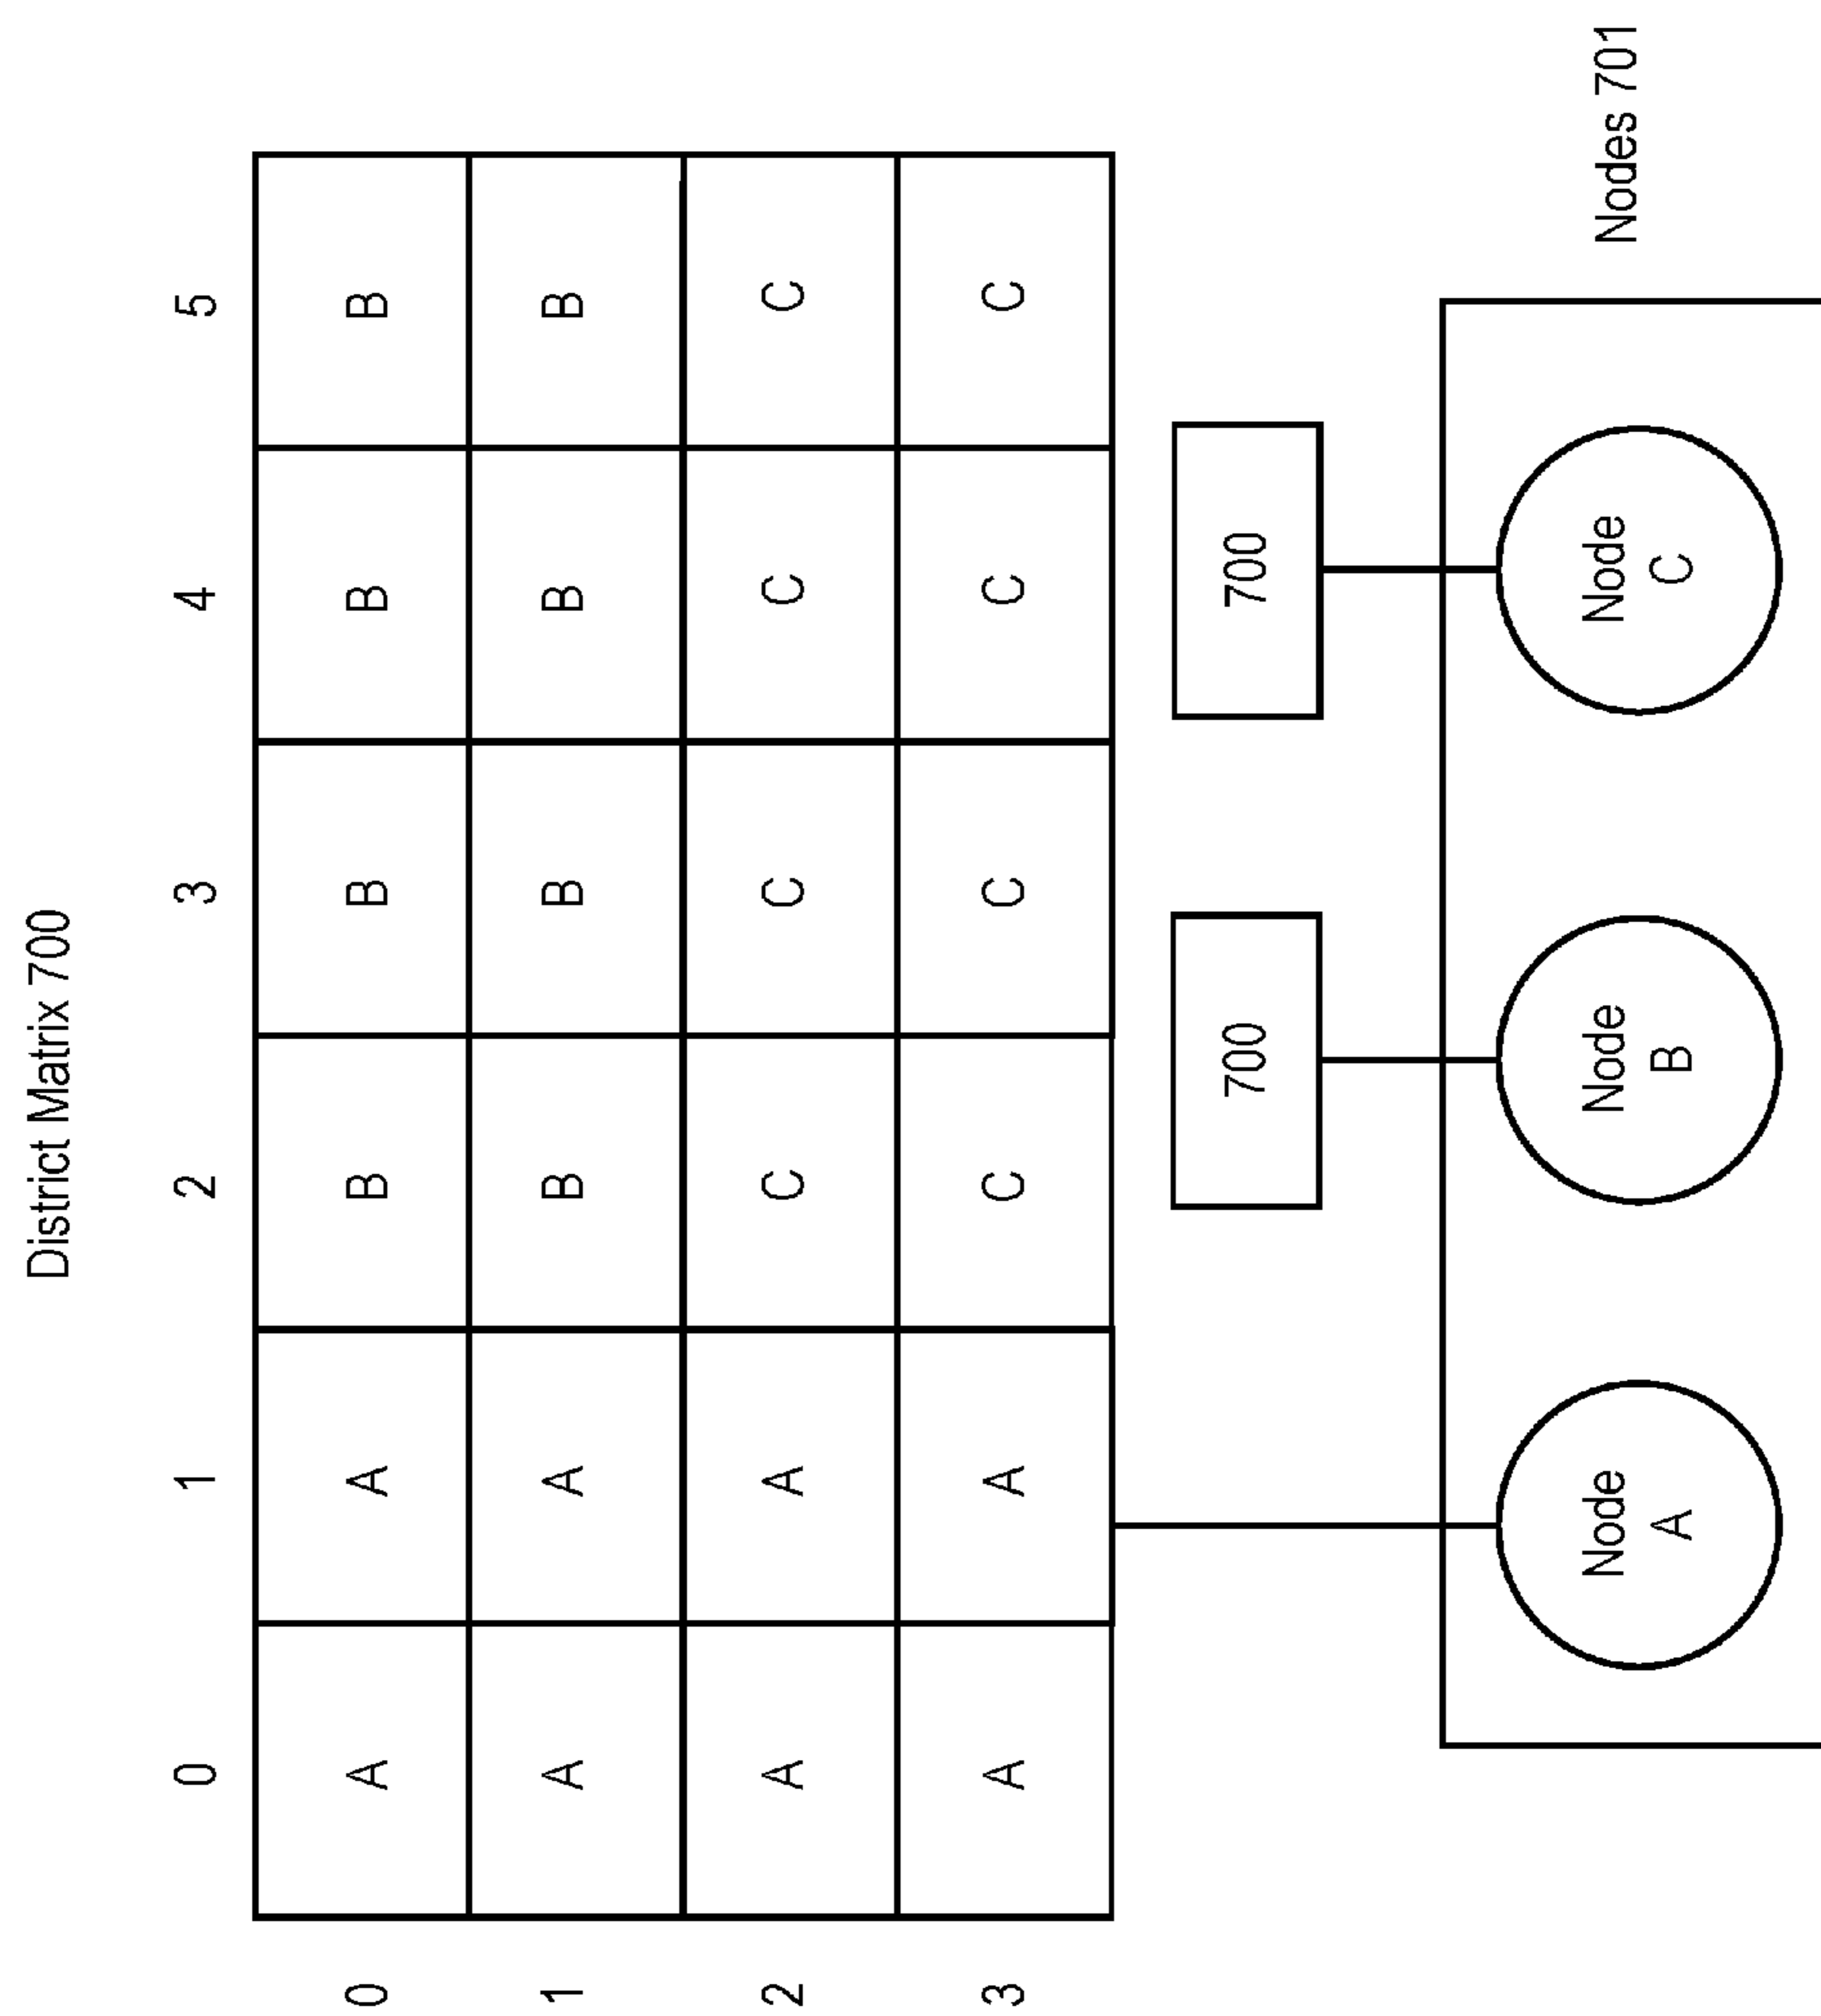 District Matrix 700
0 1 2 3 4 5
0 A A B B B B
1 A A B B B B
2 A A C C C C
3 A A C C C C
700 700
Node Node Node
A B C
Nodes 701